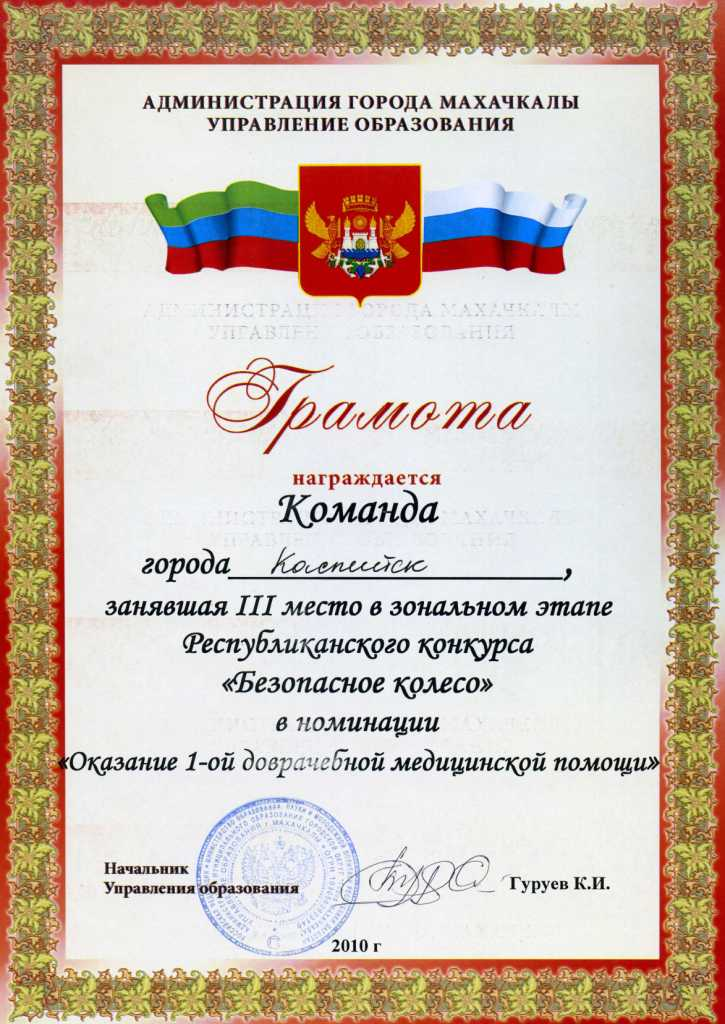 АДМИНИСТРАЦИЯ ГОРОДА МАХАЧКАЛЫ
УПРАВЛЕНИЕ ОБРАЗОВАНИЯ
Грамота
награждается
Команда
города Каспийск,
занявшая III место в зональном этапе
Республиканского конкурса
«Безопасное колесо»
в номинации
«Оказание 1-ой доврачебной медицинской помощи»
Начальник
Управления образования
Гуруев К.И.
2010 г